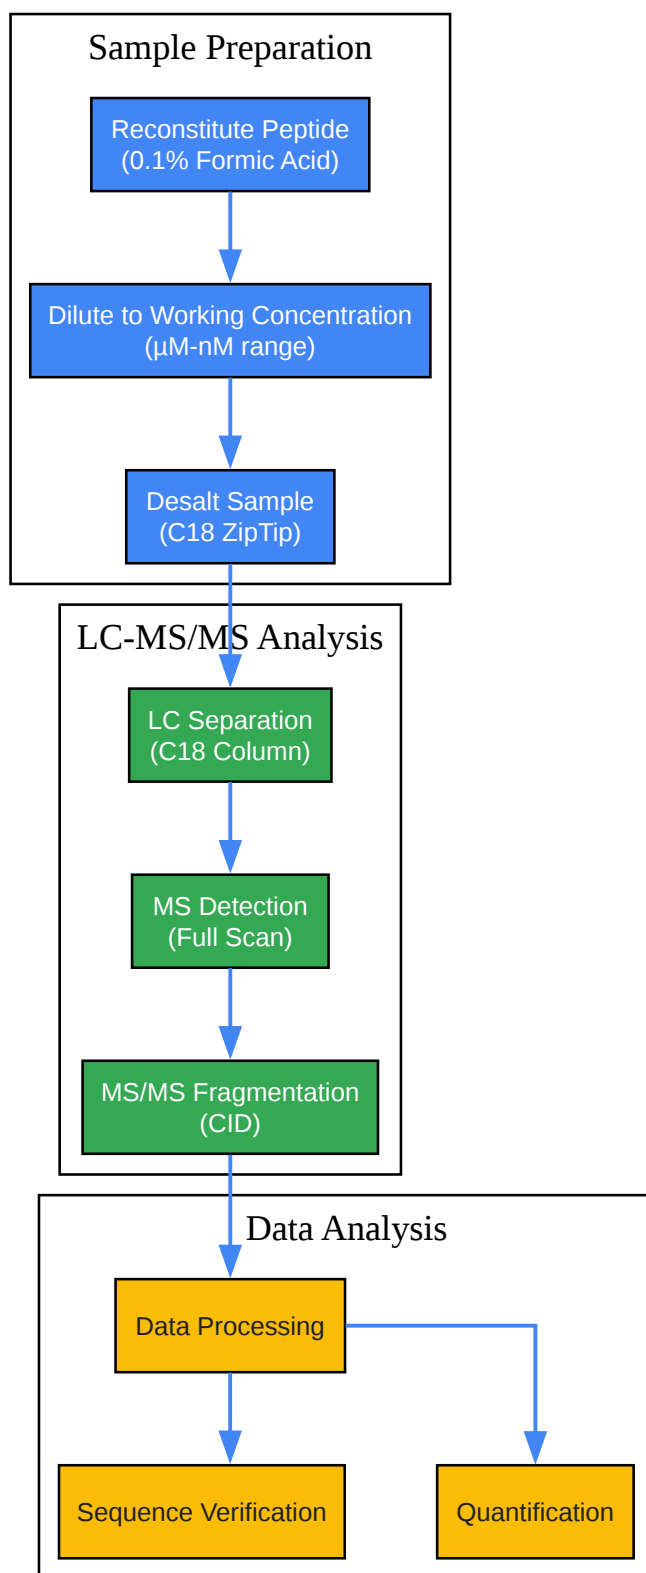 Sample Preparation
Reconstitute Peptide
(0.1% Formic Acid)
Dilute to Working Concentration
(µM-nM range)
Desalt Sample
(C18 ZipTip)
LC-MS/MS Analysis
LC Separation
(C18 Column)
MS Detection
(Full Scan)
MS/MS Fragmentation
(CID)
Data Analysis
Data Processing
Sequence Verification
Quantification